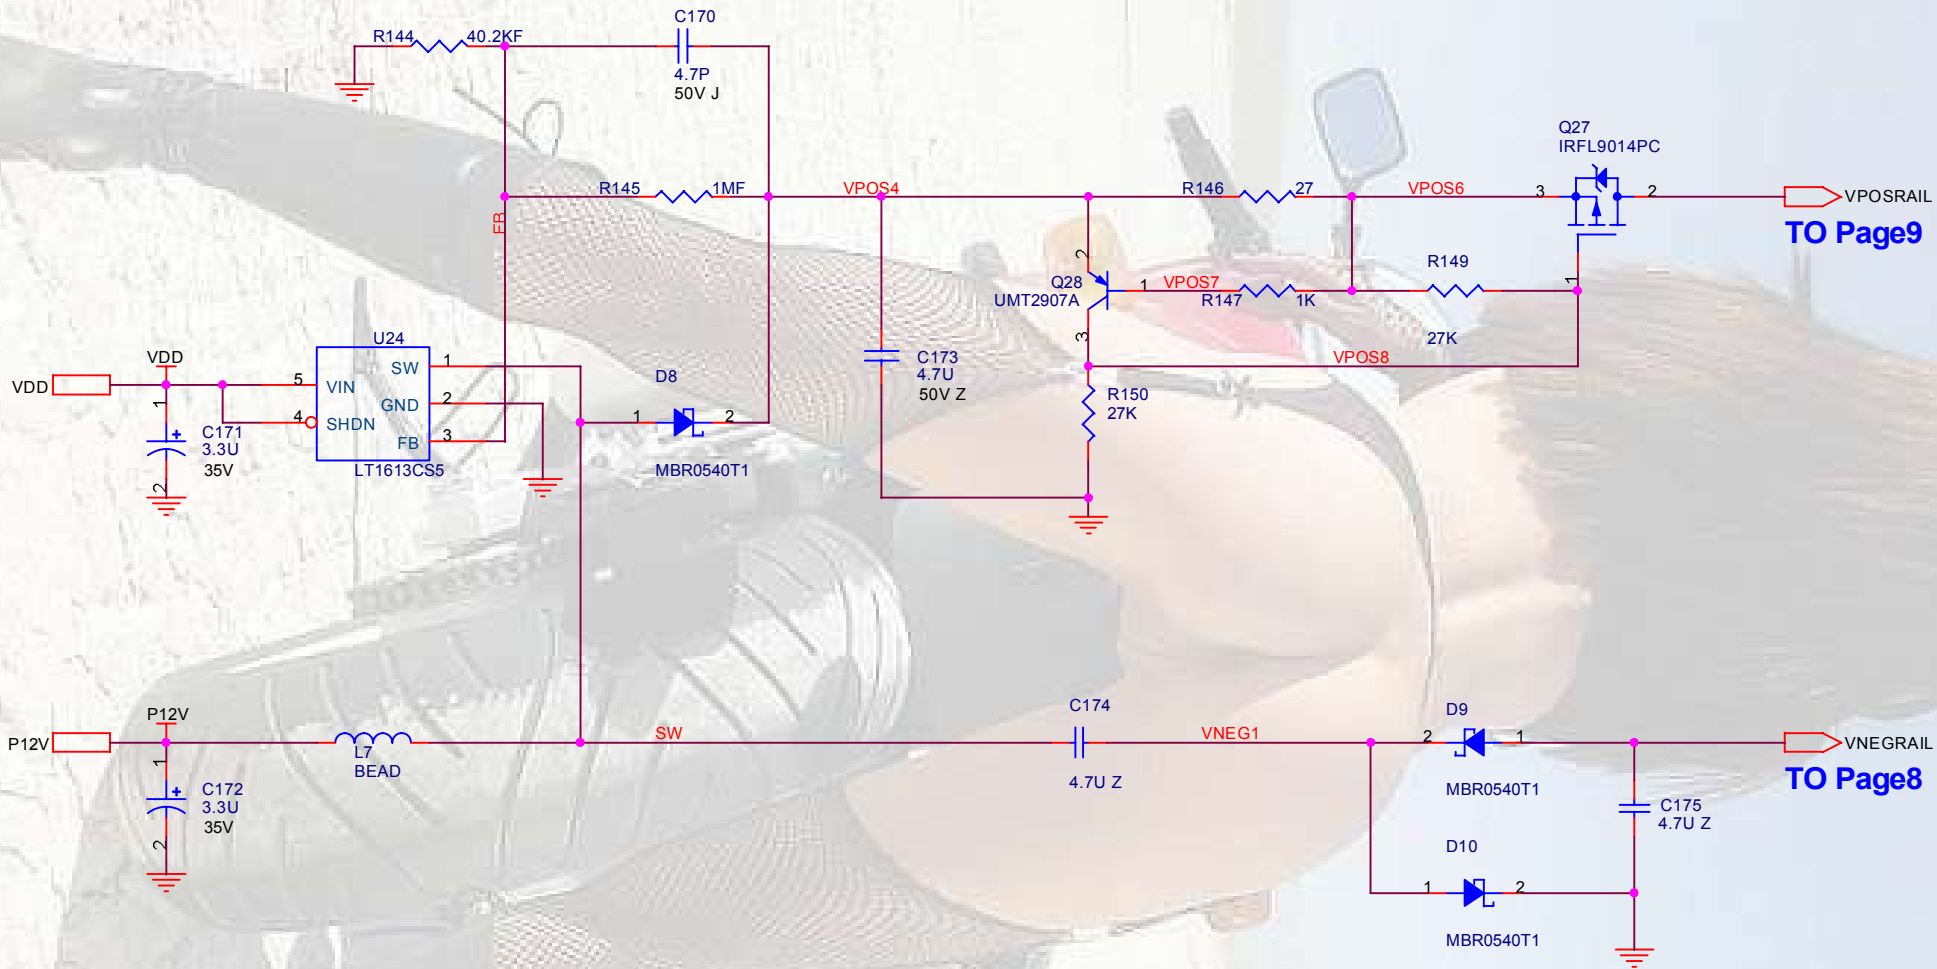 C170
R144 40.2KF
4.7P
50V J
Q27
IRFL9014PC
R145 1MF
VPOS4
R146 27
VPOS6
3
2
VPOSRAIL
TO Page9
FB
2
Q28
UMT2907A
1
VPOS7
R147 1K
R149
27K
1
3
VPOS8
U24
VDD
VDD
5 VIN
SW 1
4 SHDN
GND 2
FB 3
LT1613CS5
1
+
C171
3.3U
35V
2
D8
1
2
MBR0540T1
C173
4.7U
50V Z
R150
27K
P12V
P12V
1
+
C172
3.3U
35V
2
L7
BEAD
SW
C174
4.7U Z
VNEG1
D9
2
1
MBR0540T1
VNEGRAIL
TO Page8
C175
4.7U Z
D10
1
2
MBR0540T1